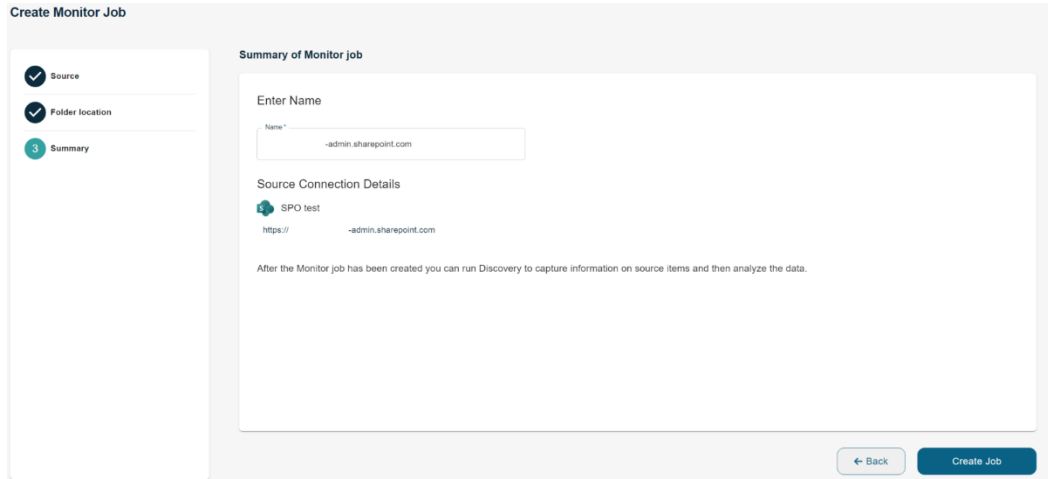 Create Monitor Job
Source
Folder location
3 Summary
Summary of Monitor job
Enter Name
Name*
-admin.sharepoint.com
Source Connection Details
SPO test
https:// -admin.sharepoint.com
After the Monitor job has been created you can run Discovery to capture information on source items and then analyze the data.
← Back
Create Job